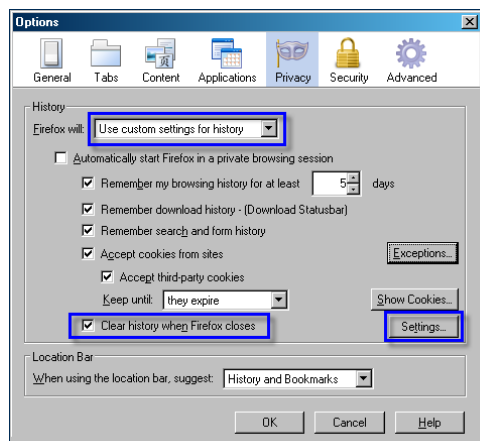 Options
General Tabs Content Applications Privacy Security Advanced
History
Firefox will: Use custom settings for history
Automatically start Firefox in a private browsing session
Remember my browsing history for at least 5 days
Remember download history - (Download Statusbar)
Remember search and form history
Accept cookies from sites Exceptions...
Accept third-party cookies
Keep until: they expire Show Cookies...
Clear history when Firefox closes Settings...
Location Bar
When using the location bar, suggest: History and Bookmarks
OK Cancel Help